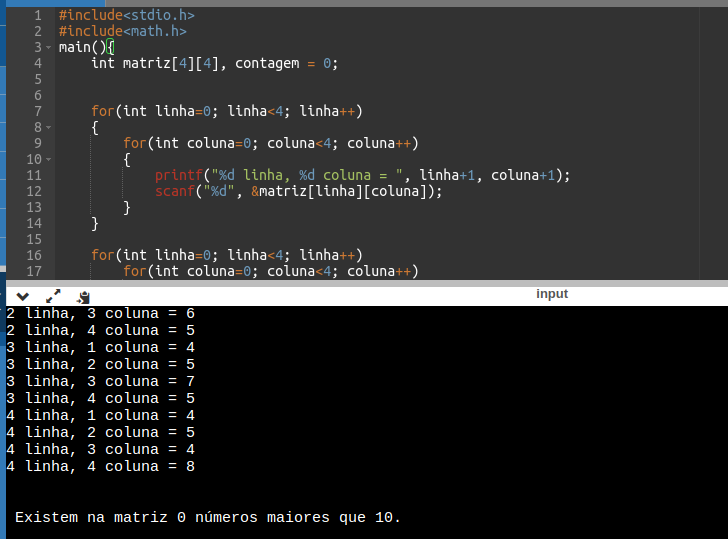 1 #include<stdio.h>
2 #include<math.h>
3 main(){
4 int matriz[4][4], contagem = 0;
5
6
7 for(int linha=0; linha<4; linha++)
8 {
9 for(int coluna=0; coluna<4; coluna++)
10 {
11 printf("%d linha, %d coluna = ", linha+1, coluna+1);
12 scanf("%d", &matriz[linha][coluna]);
13 }
14 }
15
16 for(int linha=0; linha<4; linha++)
17 for(int coluna=0; coluna<4; coluna++)
input
2 linha, 3 coluna = 6
2 linha, 4 coluna = 5
3 linha, 1 coluna = 4
3 linha, 2 coluna = 5
3 linha, 3 coluna = 7
3 linha, 4 coluna = 5
4 linha, 1 coluna = 4
4 linha, 2 coluna = 5
4 linha, 3 coluna = 4
4 linha, 4 coluna = 8
Existem na matriz 0 números maiores que 10.